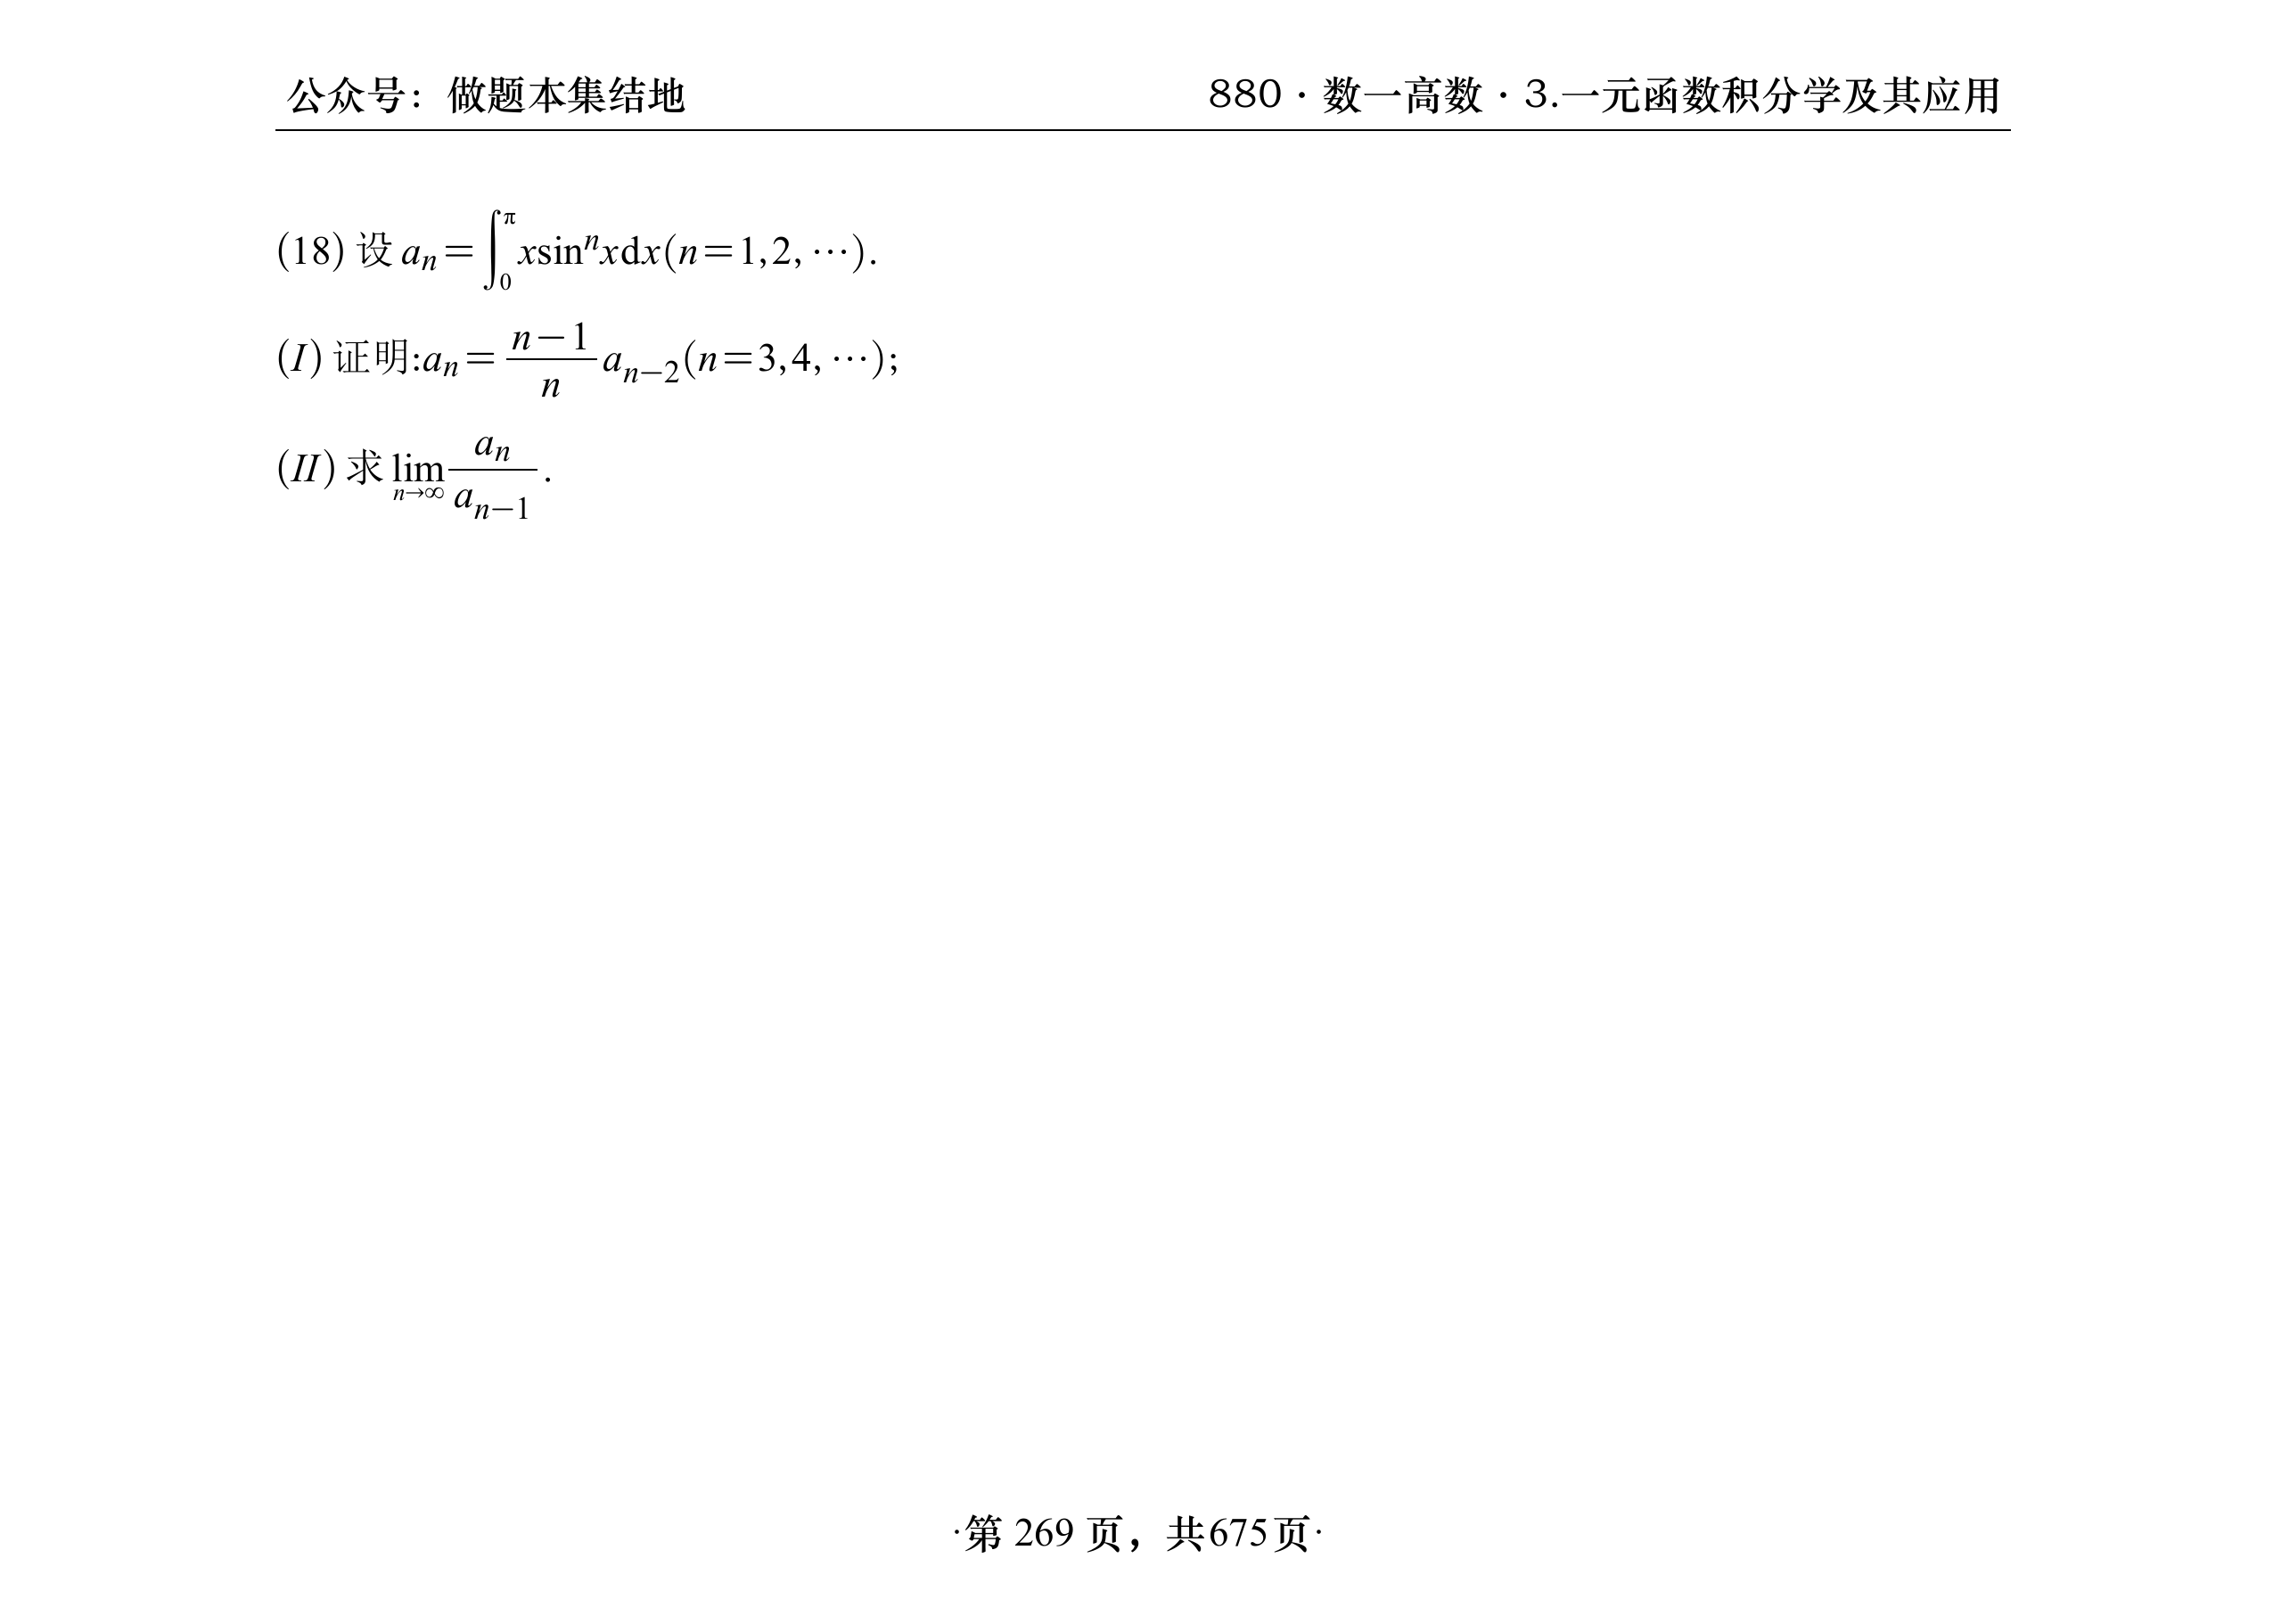 公众号：做题本集结地
880·数一高数·3.一元函数积分学及其应用
(18) 设 $a_n=\int_0^{\pi} x\sin^n x\mathrm{d}x(n=1,2,\cdots)$.
(I) 证明:$a_n=\frac{n-1}{n}a_{n-2}(n=3,4,\cdots)$;
(II) 求 $\lim_{n\to\infty}\frac{a_n}{a_{n-1}}$.
·第 269 页，共675页·